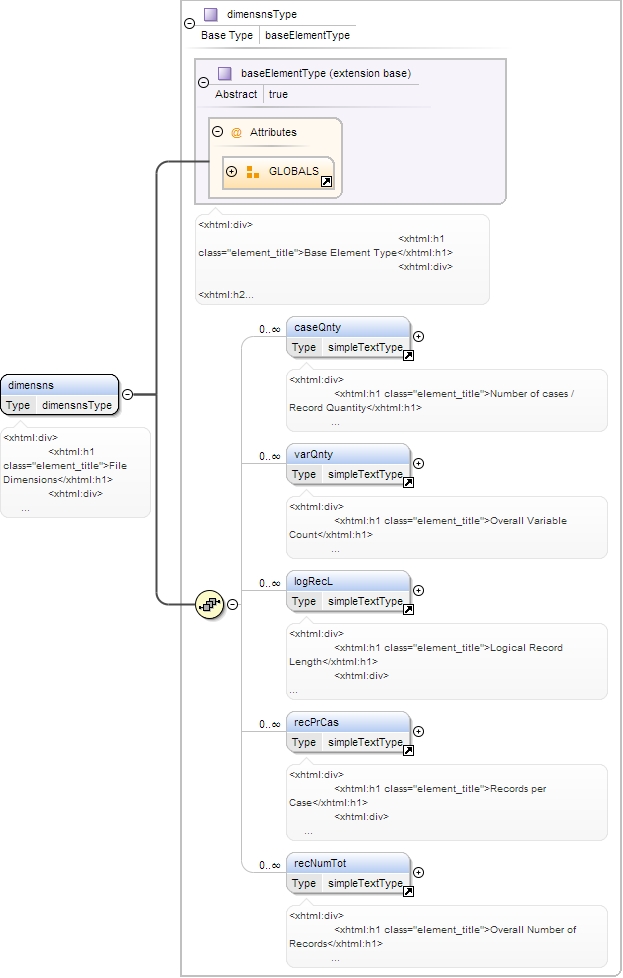 dimensnsType
Base Type baseElementType
baseElementType (extension base)
Abstract true
@ Attributes
GLOBALS
<xhtml:div>
<xhtml:h1
class="element_title">Base Element Type</xhtml:h1>
<xhtml:div>
<xhtml:h2...
dimensns
Type dimensnsType
<xhtml:div>
<xhtml:h1
class="element_title">File
Dimensions</xhtml:h1>
<xhtml:div>
...
0..∞ caseQnty
Type simpleTextType
<xhtml:div>
<xhtml:h1 class="element_title">Number of cases /
Record Quantity</xhtml:h1>
...
0..∞ varQnty
Type simpleTextType
<xhtml:div>
<xhtml:h1 class="element_title">Overall Variable
Count</xhtml:h1>
...
0..∞ logRecL
Type simpleTextType
<xhtml:div>
<xhtml:h1 class="element_title">Logical Record
Length</xhtml:h1>
<xhtml:div>
...
0..∞ recPrCas
Type simpleTextType
<xhtml:div>
<xhtml:h1 class="element_title">Records per
Case</xhtml:h1>
<xhtml:div>
...
0..∞ recNumTot
Type simpleTextType
<xhtml:div>
<xhtml:h1 class="element_title">Overall Number of
Records</xhtml:h1>
...